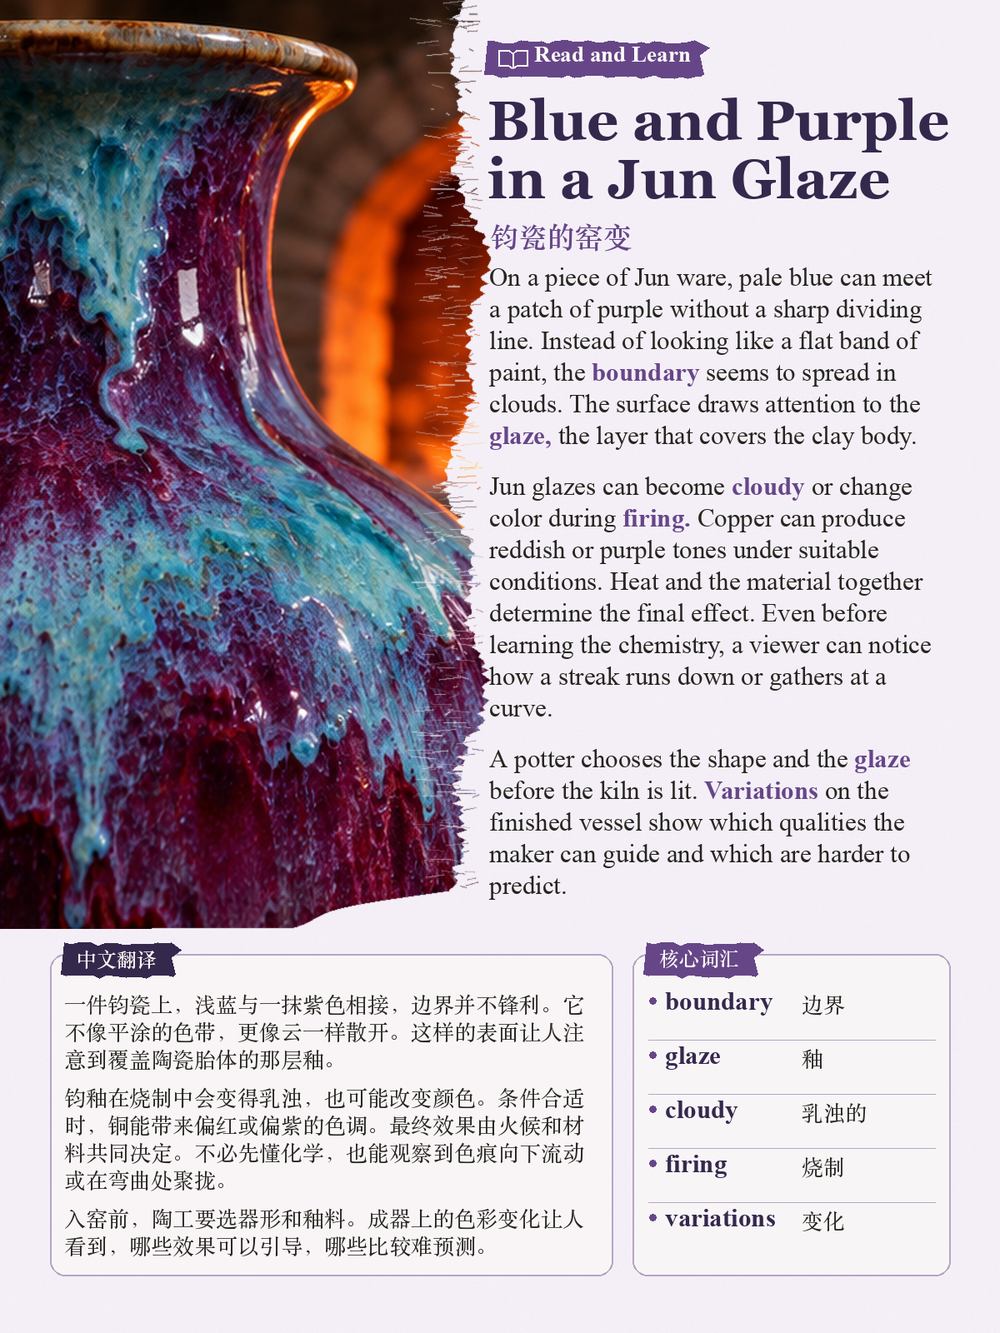 Read and Learn
Blue and Purple
in a Jun Glaze
钧瓷的窑变
On a piece of Jun ware, pale blue can meet
a patch of purple without a sharp dividing
line. Instead of looking like a flat band of
paint, the boundary seems to spread in
clouds. The surface draws attention to the
glaze, the layer that covers the clay body.
Jun glazes can become cloudy or change
color during firing. Copper can produce
reddish or purple tones under suitable
conditions. Heat and the material together
determine the final effect. Even before
learning the chemistry, a viewer can notice
how a streak runs down or gathers at a
curve.
A potter chooses the shape and the glaze
before the kiln is lit. Variations on the
finished vessel show which qualities the
maker can guide and which are harder to
predict.
中文翻译
一件钧瓷上，浅蓝与一抹紫色相接，边界并不锋利。它
不像平涂的色带，更像云一样散开。这样的表面让人注
意到覆盖陶瓷胎体的那层釉。
钧釉在烧制中会变得乳浊，也可能改变颜色。条件合适
时，铜能带来偏红或偏紫的色调。最终效果由火候和材
料共同决定。不必先懂化学，也能观察到色痕向下流动
或在弯曲处聚拢。
入窑前，陶工要选器形和釉料。成器上的色彩变化让人
看到，哪些效果可以引导，哪些比较难预测。
核心词汇
• boundary 边界
• glaze 釉
• cloudy 乳浊的
• firing 烧制
• variations 变化